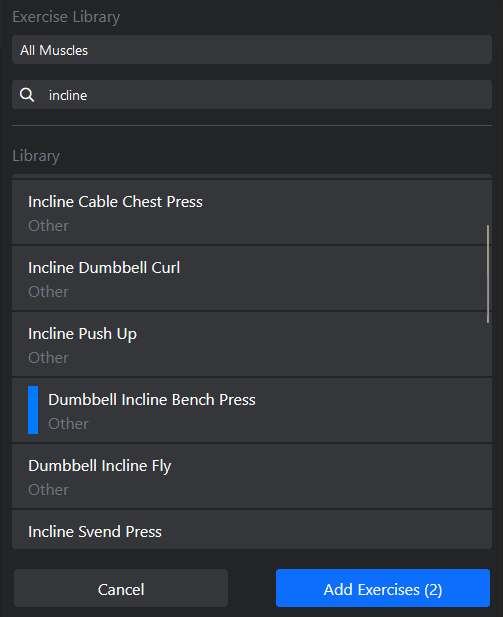 Exercise Library
All Muscles
incline
Library
Incline Cable Chest Press
Other
Incline Dumbbell Curl
Other
Incline Push Up
Other
Dumbbell Incline Bench Press
Other
Dumbbell Incline Fly
Other
Incline Svend Press
Cancel
Add Exercises (2)